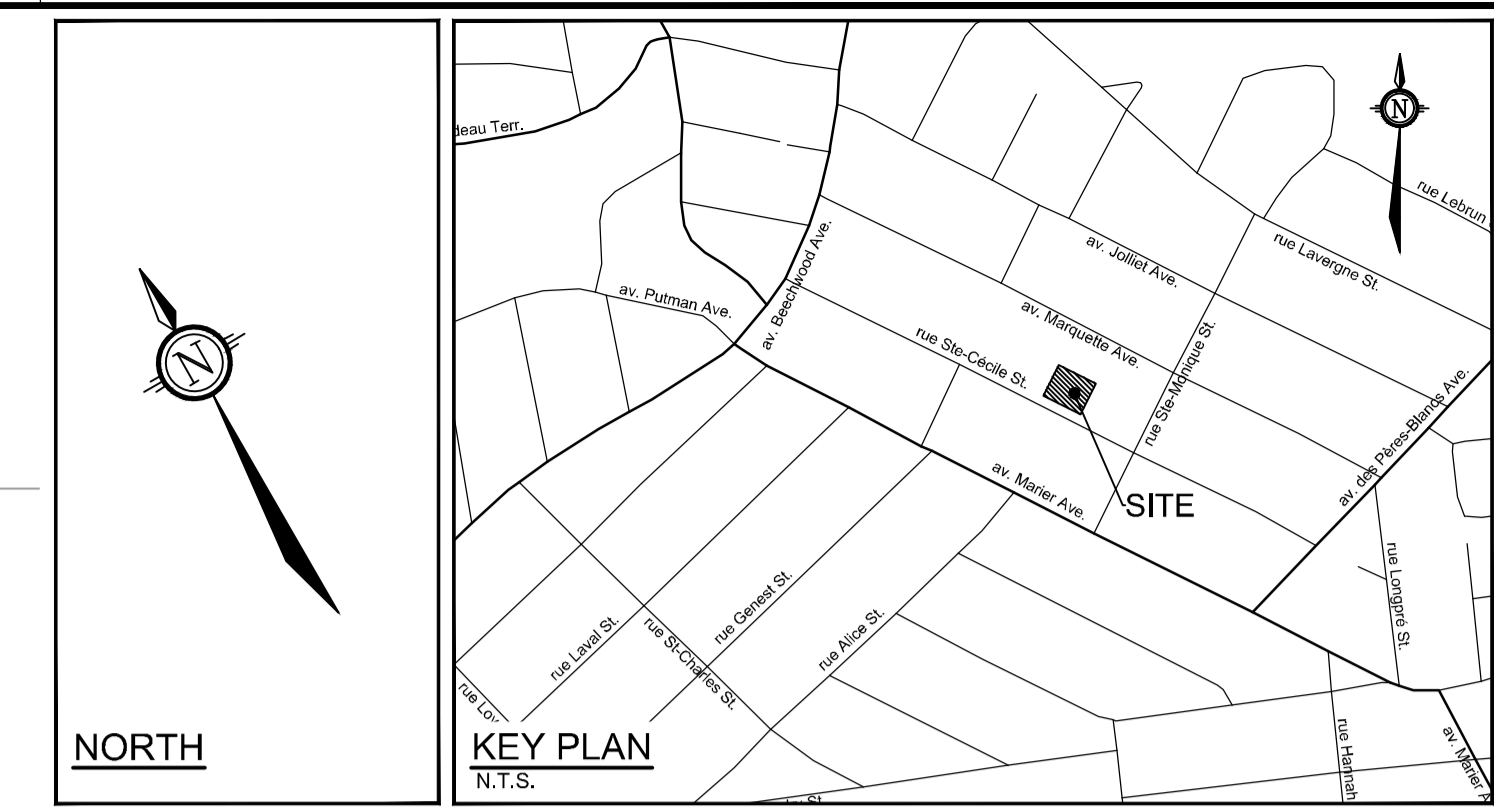 N
NORTH
N
deau Terr.
rue Lebrun
av. Beechwood Ave.
av. Jolliet Ave.
rue Lavergne St.
av. Putman Ave.
av. Marquette Ave.
rue Ste-Cécile St.
rue Ste-Monique St.
av. des Pères-Blancs Ave.
av. Marier Ave.
SITE
rue Longpré St.
rue Genest St.
rue Laval St.
rue St-Charles St.
rue Alice St.
rue Lov
rue Hannah
av. Marier A
KEY PLAN
N.T.S.
St.